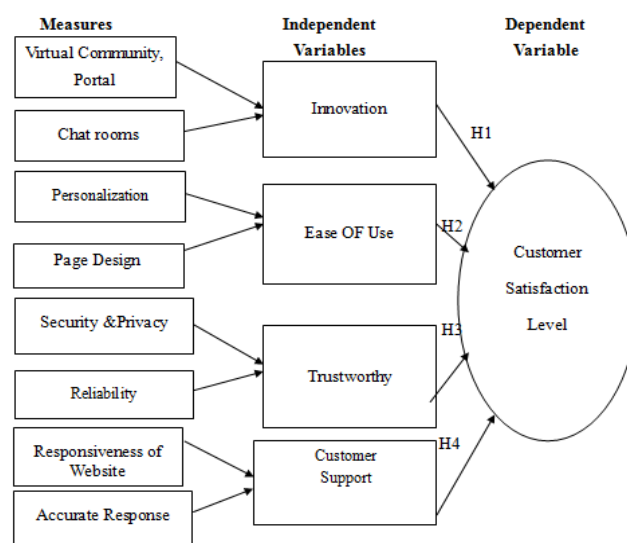 Measures
Independent
Variables
Dependent
Variable
Virtual Community,
Portal
Chat rooms
Personalization
Page Design
Security &Privacy
Reliability
Responsiveness of
Website
Accurate Response
Innovation
Ease OF Use
Trustworthy
Customer
Support
H1
H2
H3
H4
Customer
Satisfaction
Level